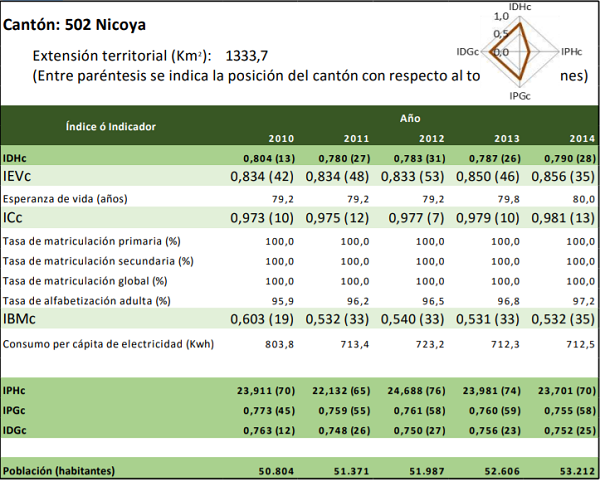 Cantón: 502 Nicoya
IDHc
1,0
0,5
0,0
IDGc
IPHc
IPGc
Extensión territorial (Km²): 1333,7
(Entre paréntesis se indica la posición del cantón con respecto al to nes)
Índice ó Indicador Año
2010 2011 2012 2013 2014
IDHc 0,804 (13) 0,780 (27) 0,783 (31) 0,787 (26) 0,790 (28)
IEVc 0,834 (42) 0,834 (48) 0,833 (53) 0,850 (46) 0,856 (35)
Esperanza de vida (años) 79,2 79,2 79,2 79,8 80,0
ICc 0,973 (10) 0,975 (12) 0,977 (7) 0,979 (10) 0,981 (13)
Tasa de matriculación primaria (%) 100,0 100,0 100,0 100,0 100,0
Tasa de matriculación secundaria (%) 100,0 100,0 100,0 100,0 100,0
Tasa de matriculación global (%) 100,0 100,0 100,0 100,0 100,0
Tasa de alfabetización adulta (%) 95,9 96,2 96,5 96,8 97,2
IBMc 0,603 (19) 0,532 (33) 0,540 (33) 0,531 (33) 0,532 (35)
Consumo per cápita de electricidad (Kwh) 803,8 713,4 723,2 712,3 712,5
IPHc 23,911 (70) 22,132 (65) 24,688 (76) 23,981 (74) 23,701 (70)
IPGc 0,773 (45) 0,759 (55) 0,761 (58) 0,760 (59) 0,755 (58)
IDGc 0,763 (12) 0,748 (26) 0,750 (27) 0,756 (23) 0,752 (25)
Población (habitantes) 50.804 51.371 51.987 52.606 53.212